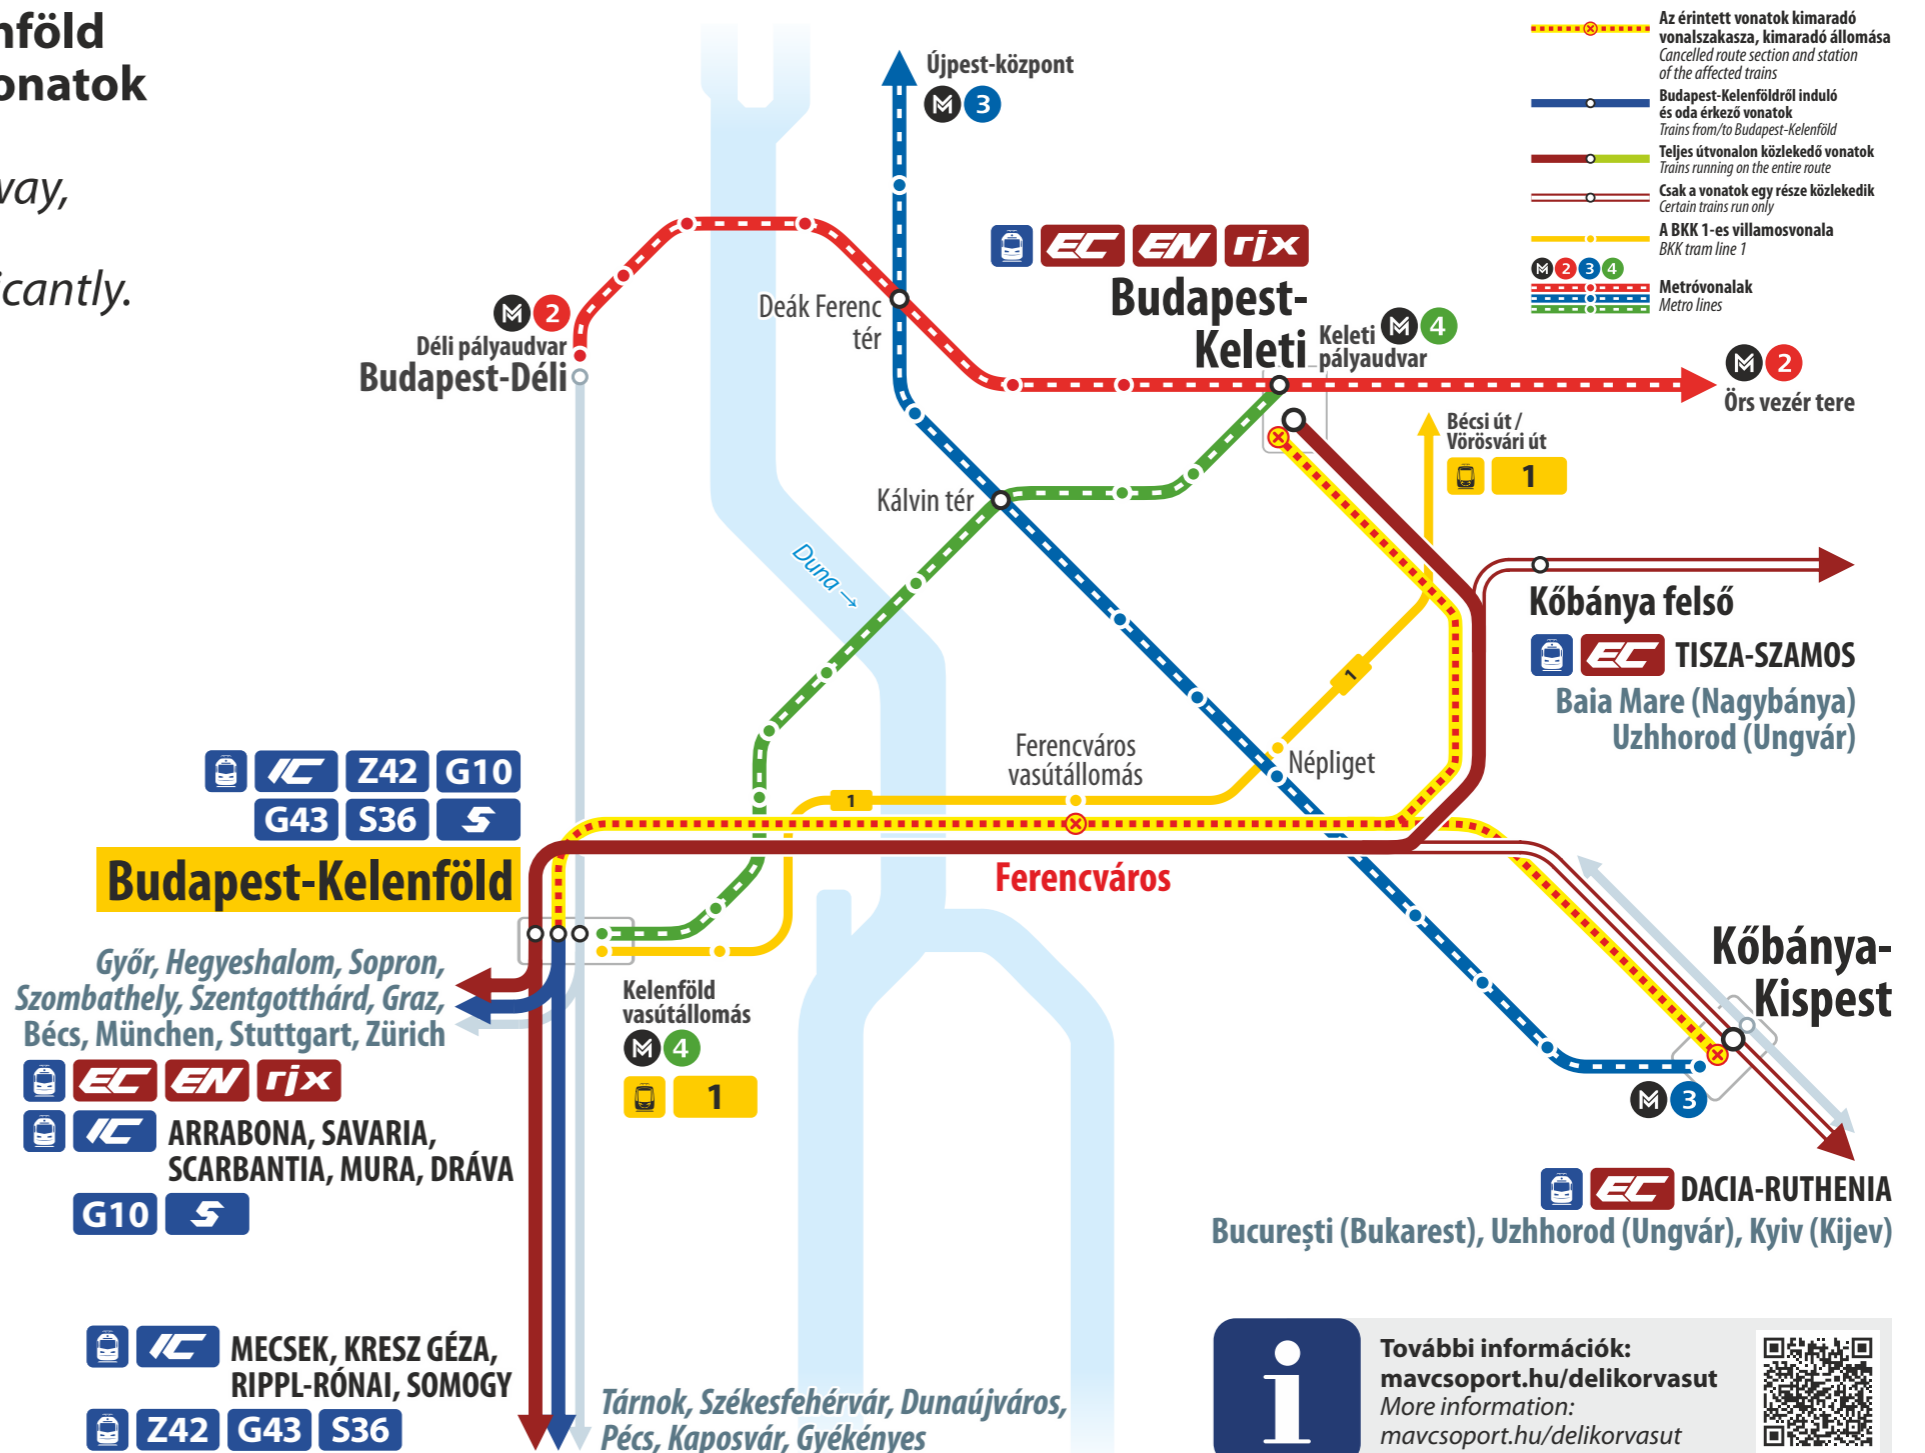 nföld
onatok
vay,
cantly.
Az érintett vonatok kimaradó
vonalszakasza, kimaradó állomása
Cancelled route section and station
of the affected trains
Budapest-Kelenföldről induló
és oda érkező vonatok
Trains from/to Budapest-Kelenföld
Teljes útvonalon közlekedő vonatok
Trains running on the entire route
Csak a vonatok egy része közlekedik
Certain trains run only
A BKK 1-es villamosvonala
BKK tram line 1
M 2 3 4
Metróvonalak
Metro lines
Újpest-központ
M 3
EC EN rjx
Budapest-
Keleti
Keleti M 4
pályaudvar
Deák Ferenc
tér
M 2
Déli pályaudvar
Budapest-Déli
M 2
Örs vezér tere
Bécsi út /
Vörösvári út
1
Kálvin tér
Duna →
Kőbánya felső
EC TISZA-SZAMOS
Baia Mare (Nagybánya)
Uzhhorod (Ungvár)
1
Ferencváros
vasútállomás
Népliget
1
IC Z42 G10
G43 S36 S
Budapest-Kelenföld
Ferencváros
Kőbánya-
Kispest
Győr, Hegyeshalom, Sopron,
Szombathely, Szentgotthárd, Graz,
Bécs, München, Stuttgart, Zürich
EC EN rjx
IC ARRABONA, SAVARIA,
SCARBANTIA, MURA, DRÁVA
G10 S
Kelenföld
vasútállomás
M 4
1
M 3
EC DACIA-RUTHENIA
București (Bukarest), Uzhhorod (Ungvár), Kyiv (Kijev)
IC MECSEK, KRESZ GÉZA,
RIPPL-RÓNAI, SOMOGY
Z42 G43 S36
Tárnok, Székesfehérvár, Dunaújváros,
Pécs, Kaposvár, Gyékényes
i
További információk:
mavcsoport.hu/delikorvasut
More information:
mavcsoport.hu/delikorvasut